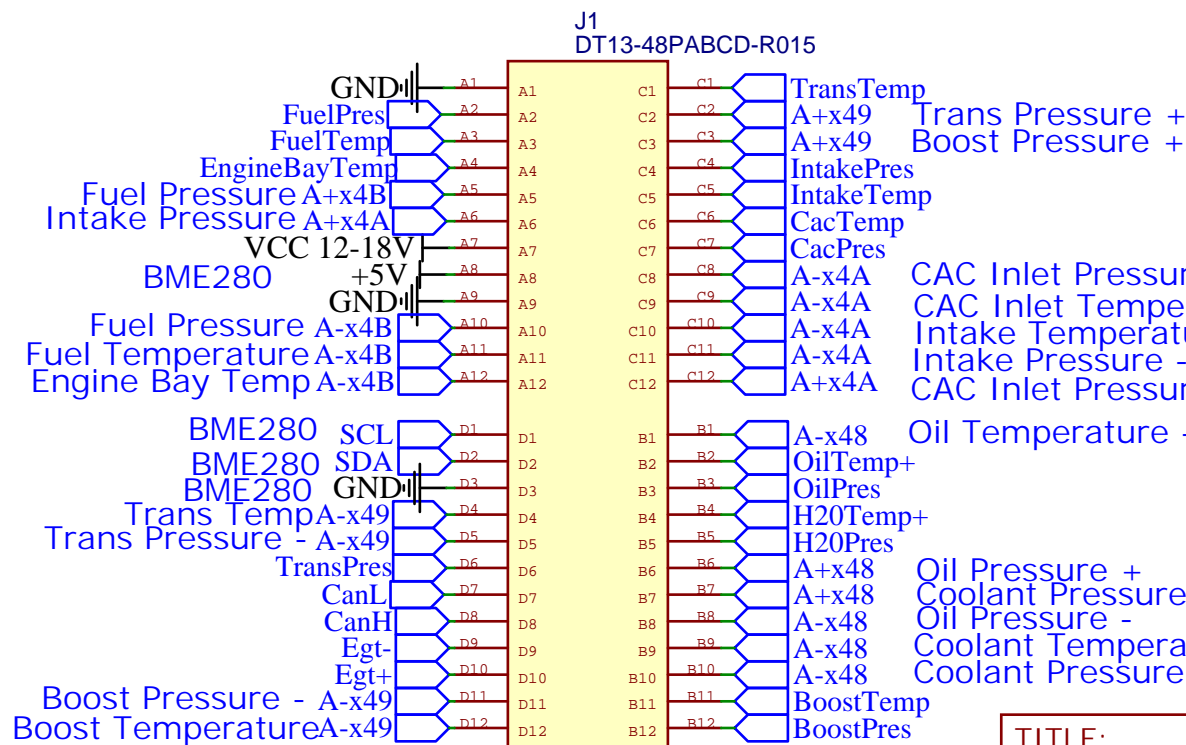 J1
DT13-48PABCD-R015
GND A1 A1 C1 C1 TransTemp
FuelPres A2 A2 C2 C2 A+x49 Trans Pressure +
FuelTemp A3 A3 C3 C3 A+x49 Boost Pressure +
EngineBayTemp A4 A4 C4 C4 IntakePres
Fuel Pressure A+x4B A5 A5 C5 C5 IntakeTemp
Intake Pressure A+x4A A6 A6 C6 C6 CacTemp
VCC 12-18V A7 A7 C7 C7 CacPres
BME280 +5V A8 A8 C8 C8 A-x4A CAC Inlet Pressur
GND A9 A9 C9 C9 A-x4A CAC Inlet Tempe
Fuel Pressure A-x4B A10 A10 C10 C10 A-x4A Intake Temperatu
Fuel Temperature A-x4B A11 A11 C11 C11 A-x4A Intake Pressure -
Engine Bay Temp A-x4B A12 A12 C12 C12 A+x4A CAC Inlet Pressur
BME280 SCL D1 D1 B1 B1 A-x48 Oil Temperature -
BME280 SDA D2 D2 B2 B2 OilTemp+
BME280 GND D3 D3 B3 B3 OilPres
Trans Temp A-x49 D4 D4 B4 B4 H20Temp+
Trans Pressure - A-x49 D5 D5 B5 B5 H20Pres
TransPres D6 D6 B6 B6 A+x48 Oil Pressure +
CanL D7 D7 B7 B7 A+x48 Coolant Pressure
CanH D8 D8 B8 B8 A-x48 Oil Pressure -
Egt- D9 D9 B9 B9 A-x48 Coolant Tempera
Egt+ D10 D10 B10 B10 A-x48 Coolant Pressure
Boost Pressure - A-x49 D11 D11 B11 B11 BoostTemp
Boost Temperature A-x49 D12 D12 B12 B12 BoostPres
TITLE: